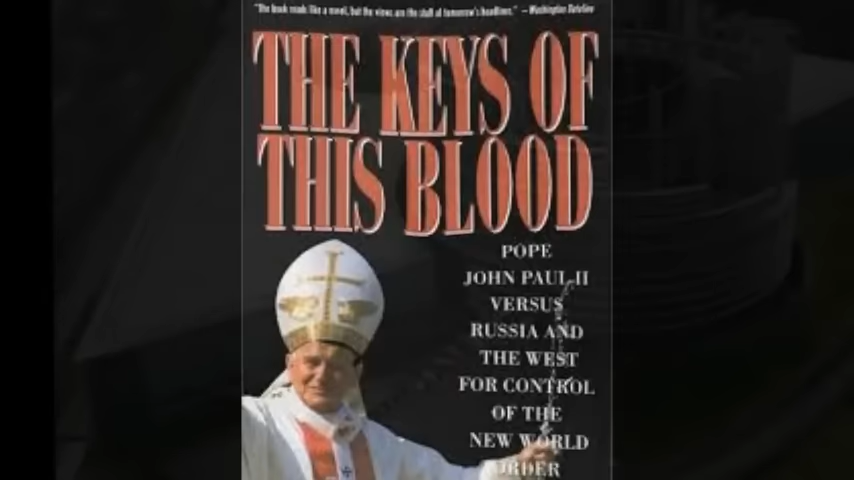 "The book reads like a novel, but the views are the stuff of tomorrow's headlines." — Washington Dateline
THE KEYS OF
THIS BLOOD
POPE
JOHN PAUL II
VERSUS
RUSSIA AND
THE WEST
FOR CONTROL
OF THE
NEW WORLD
ORDER